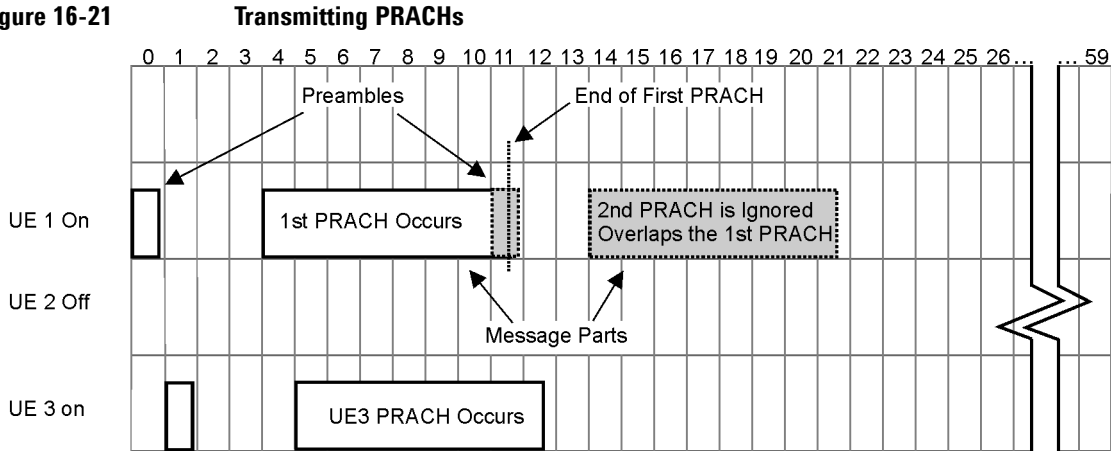 gure 16-21 Transmitting PRACHs
0 1 2 3 4 5 6 7 8 9 10 11 12 13 14 15 16 17 18 19 20 21 22 23 24 25 26... ... 59
Preambles
End of First PRACH
UE 1 On
1st PRACH Occurs
2nd PRACH is Ignored
Overlaps the 1st PRACH
UE 2 Off
Message Parts
UE 3 on
UE3 PRACH Occurs